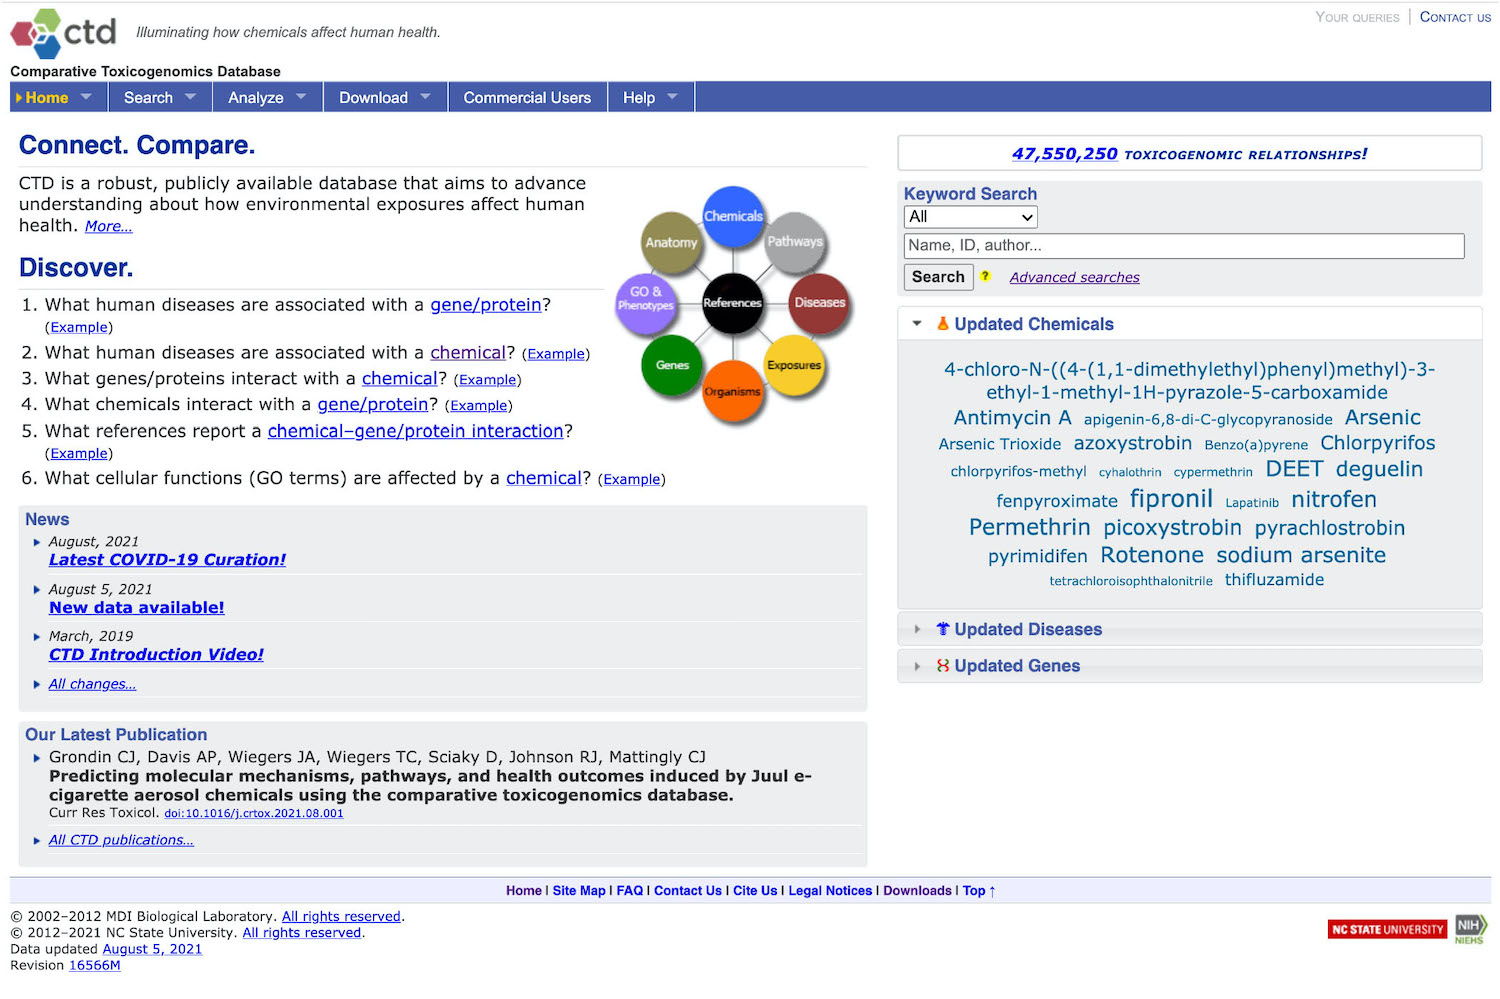 ctd
Illuminating how chemicals affect human health.
YOUR QUERIES | CONTACT US
Comparative Toxicogenomics Database
Home
Search
Analyze
Download
Commercial Users
Help
Connect. Compare.
CTD is a robust, publicly available database that aims to advance
understanding about how environmental exposures affect human
health. More...
Discover.
1. What human diseases are associated with a gene/protein?
(Example)
2. What human diseases are associated with a chemical? (Example)
3. What genes/proteins interact with a chemical? (Example)
4. What chemicals interact with a gene/protein? (Example)
5. What references report a chemical–gene/protein interaction?
(Example)
6. What cellular functions (GO terms) are affected by a chemical? (Example)
Chemicals
Pathways
Diseases
Exposures
Organisms
Genes
GO &
Phenotypes
Anatomy
References
News
August, 2021
Latest COVID-19 Curation!
August 5, 2021
New data available!
March, 2019
CTD Introduction Video!
All changes...
Our Latest Publication
Grondin CJ, Davis AP, Wiegers JA, Wiegers TC, Sciaky D, Johnson RJ, Mattingly CJ
Predicting molecular mechanisms, pathways, and health outcomes induced by Juul e-
cigarette aerosol chemicals using the comparative toxicogenomics database.
Curr Res Toxicol. doi:10.1016/j.crtox.2021.08.001
All CTD publications...
47,550,250 TOXICOGENOMIC RELATIONSHIPS!
Keyword Search
All
Name, ID, author...
Search ? Advanced searches
Updated Chemicals
4-chloro-N-((4-(1,1-dimethylethyl)phenyl)methyl)-3-
ethyl-1-methyl-1H-pyrazole-5-carboxamide
Antimycin A apigenin-6,8-di-C-glycopyranoside Arsenic
Arsenic Trioxide azoxystrobin Benzo(a)pyrene Chlorpyrifos
chlorpyrifos-methyl cyhalothrin cypermethrin DEET deguelin
fenpyroximate fipronil Lapatinib nitrofen
Permethrin picoxystrobin pyrachlostrobin
pyrimidifen Rotenone sodium arsenite
tetrachloroisophthalonitrile thifluzamide
Updated Diseases
Updated Genes
Home | Site Map | FAQ | Contact Us | Cite Us | Legal Notices | Downloads | Top ↑
© 2002–2012 MDI Biological Laboratory. All rights reserved.
© 2012–2021 NC State University. All rights reserved.
Data updated August 5, 2021
Revision 16566M
NC STATE UNIVERSITY
NIH
NIEHS